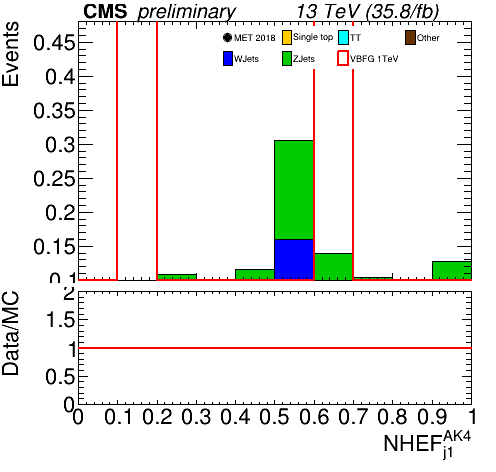 CMS preliminary 13 TeV (35.8/fb)
MET 2018 Single top TT Other
WJets ZJets VBFG 1TeV
Events
0.45
0.4
0.35
0.3
0.25
0.2
0.15
0.1
Data/MC
2
1.5
1
0.5
0
0 0.1 0.2 0.3 0.4 0.5 0.6 0.7 0.8 0.9 1
NHEF_{j1}^{AK4}